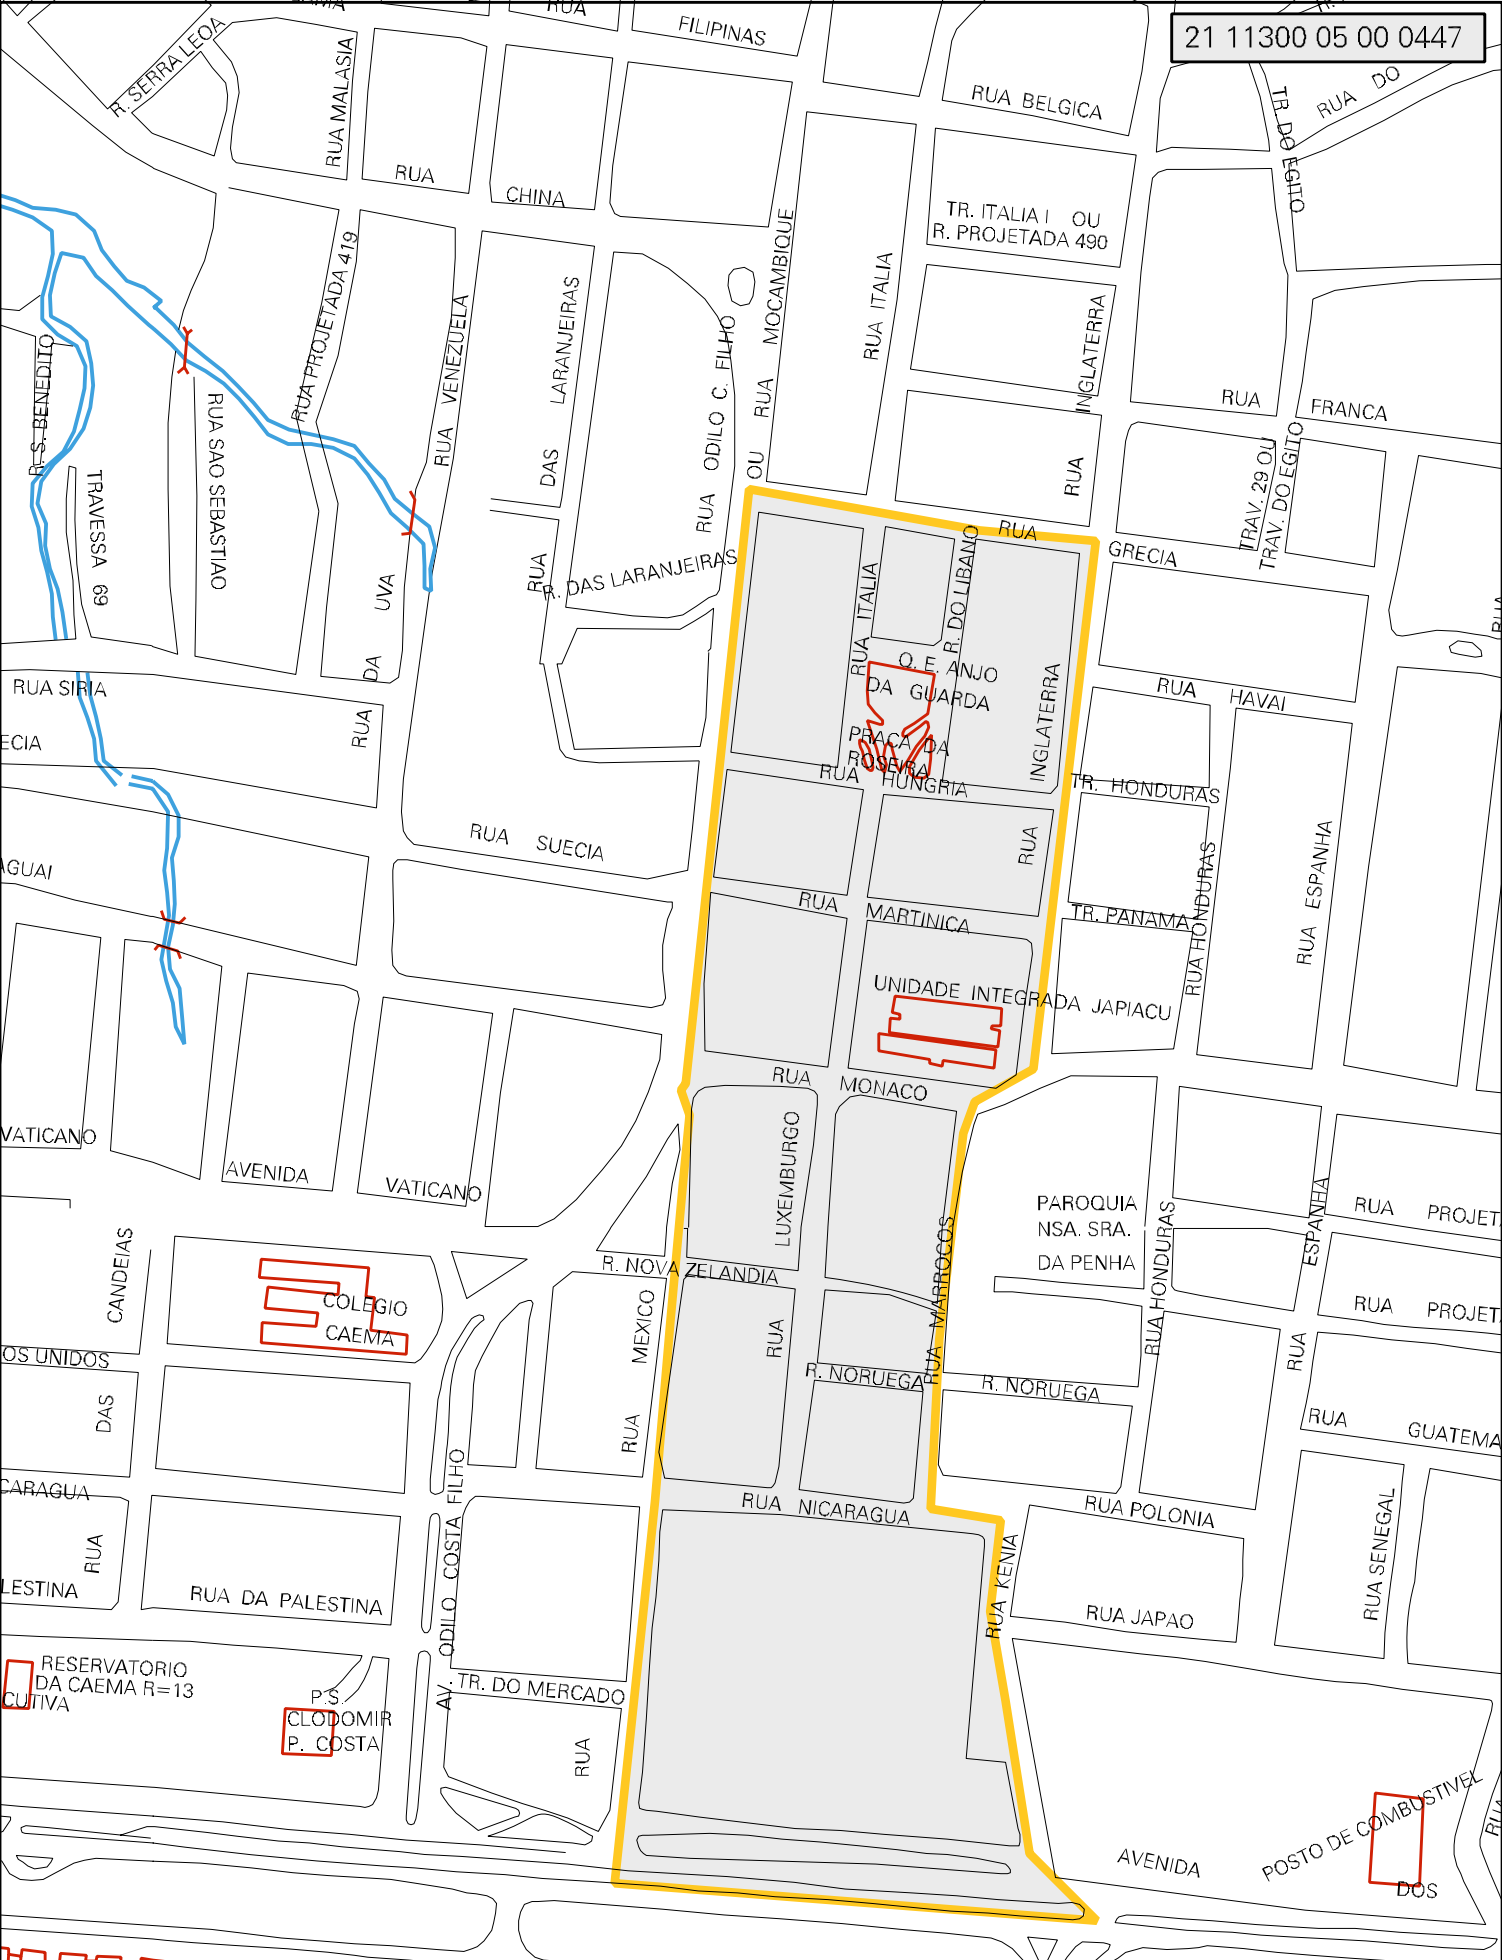 RUA
FILIPINAS
21 11300 05 00 0447
R. SERRA LEOA
RUA MALASIA
RUA BELGICA
TR. DO EGITO
RUA DO
RUA
CHINA
TR. ITALIA I OU
R. PROJETADA 490
RUA PROJETADA 419
RUA VENEZUELA
RUA DAS LARANJEIRAS
RUA ODILO C. FILHO
OU RUA MOCAMBIQUE
RUA ITALIA
RUA INGLATERRA
RUA FRANCA
R. S. BENEDITO
RUA SAO SEBASTIAO
TRAVESSA 69
TRAV. 29 OU
TRAV. DO EGITO
RUA GRECIA
R. DAS LARANJEIRAS
RUA DA UVA
RUA ITALIA
R. DO LIBANO
Q. E. ANJO
DA GUARDA
PRACA DA
ROSEIRA
RUA HUNGRIA
RUA INGLATERRA
RUA HAVAI
RUA SIRIA
ECIA
TR. HONDURAS
RUA SUECIA
AGUAI
RUA MARTINICA
TR. PANAMA
RUA HONDURAS
RUA ESPANHA
UNIDADE INTEGRADA JAPIACU
RUA MONACO
VATICANO
AVENIDA VATICANO
RUA LUXEMBURGO
PAROQUIA
NSA. SRA.
DA PENHA
RUA HONDURAS
RUA ESPANHA
RUA PROJET
RUA DAS CANDEIAS
R. NOVA ZELANDIA
COLEGIO
CAEMA
RUA MEXICO
RUA MARROCOS
RUA PROJET
OS UNIDOS
R. NORUEGA
R. NORUEGA
RUA GUATEMA
CARAGUA
AV. ODILO COSTA FILHO
RUA NICARAGUA
RUA POLONIA
RUA SENEGAL
RUA KENIA
LESTINA
RUA DA PALESTINA
RUA JAPAO
RESERVATORIO
DA CAEMA R=13
CUTIVA
P.S.
CLODOMIR
P. COSTA
TR. DO MERCADO
RUA
POSTO DE COMBUSTIVEL
AVENIDA
DOS
RUA